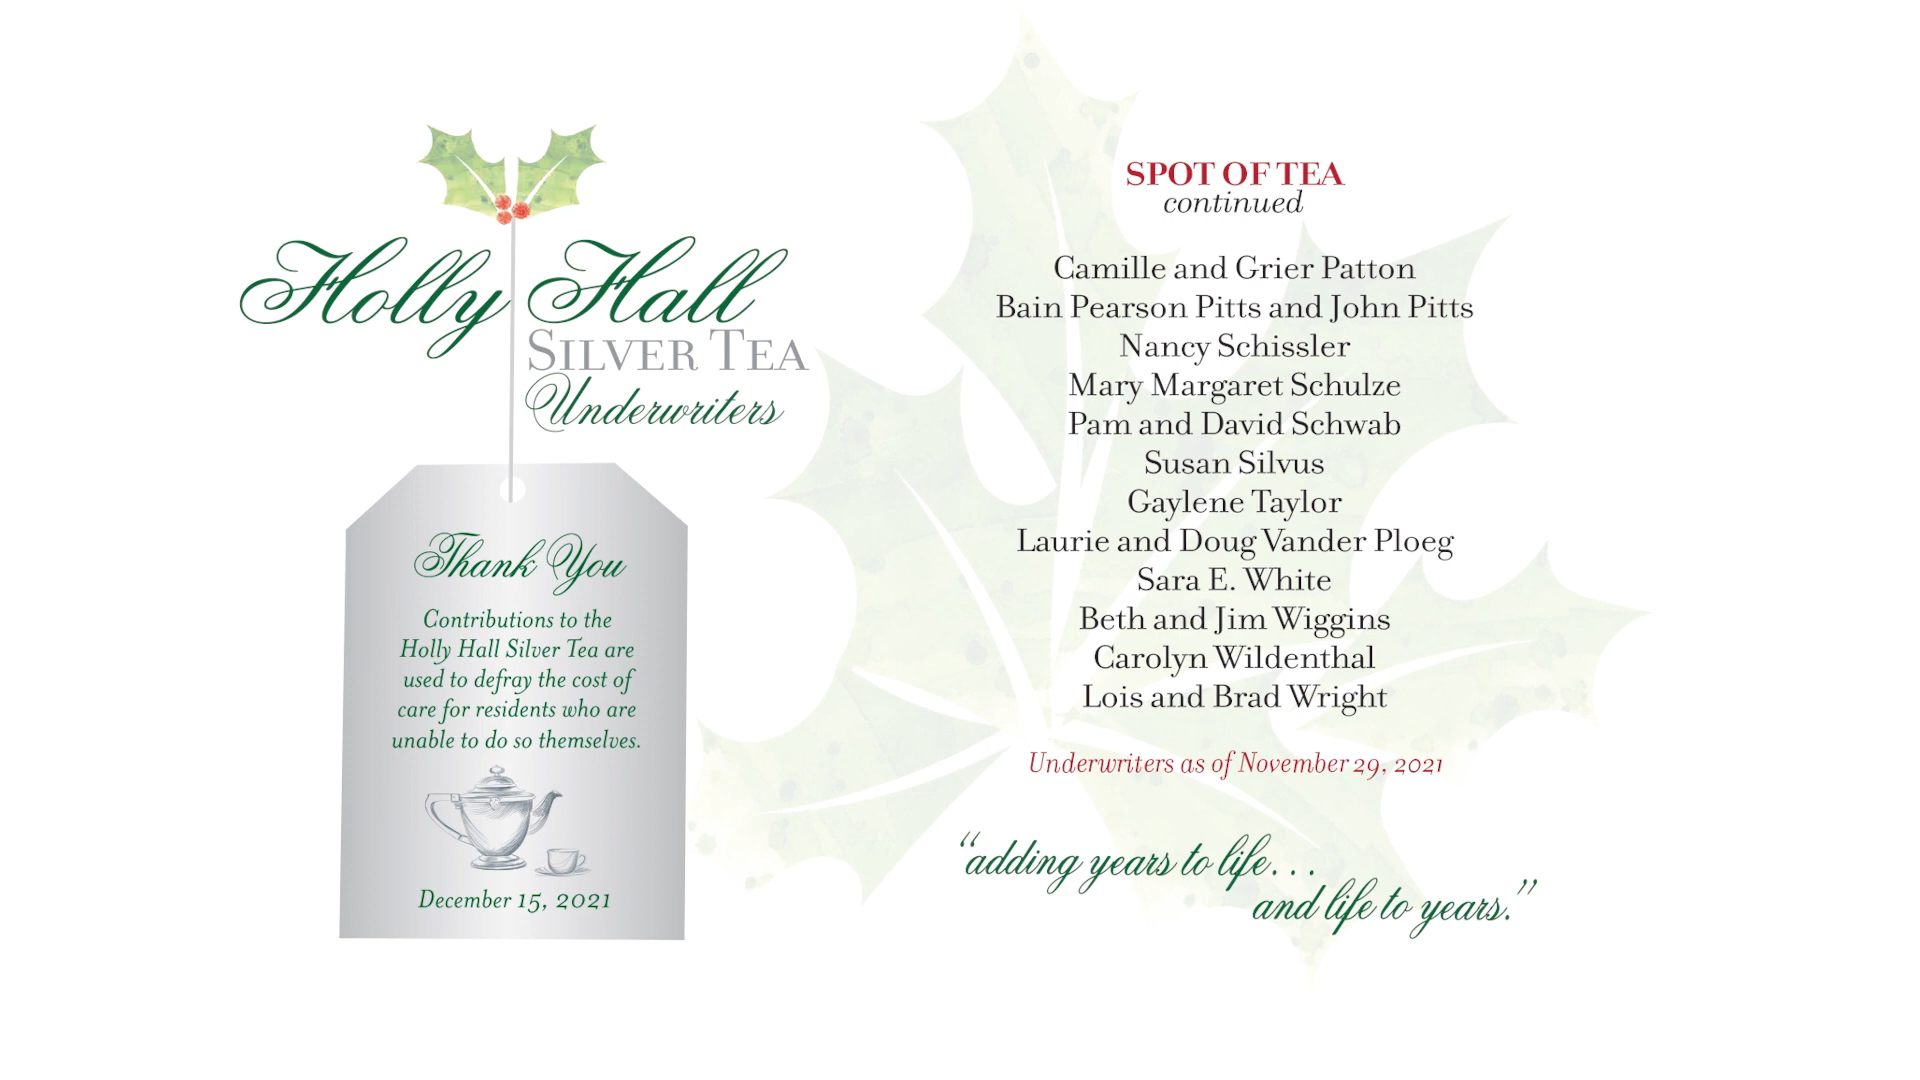 Holly Hall
SILVER TEA
Underwriters
Thank You
Contributions to the
Holly Hall Silver Tea are
used to defray the cost of
care for residents who are
unable to do so themselves.
December 15, 2021
SPOT OF TEA
continued
Camille and Grier Patton
Bain Pearson Pitts and John Pitts
Nancy Schissler
Mary Margaret Schulze
Pam and David Schwab
Susan Silvus
Gaylene Taylor
Laurie and Doug Vander Ploeg
Sara E. White
Beth and Jim Wiggins
Carolyn Wildenthal
Lois and Brad Wright
Underwriters as of November 29, 2021
“adding years to life...
and life to years.”